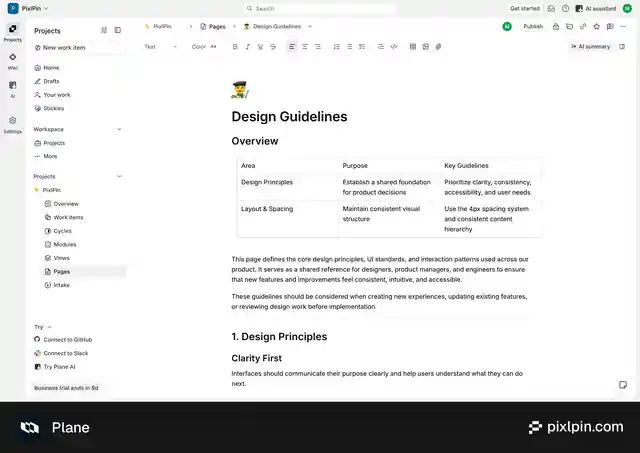 P PixlPin
Search
Get started
AI assistant
M
Projects
Wiki
AI
Settings
Projects
New work item
Home
Drafts
Your work
Stickies
Workspace
Projects
More
Projects
PixlPin
Overview
Work items
Cycles
Modules
Views
Pages
Intake
Try
Connect to GitHub
Connect to Slack
Try Plane AI
Business trial ends in 8d
PixlPin > Pages > Design Guidelines
M
Publish
Text
Color Aa
B I U S
AI summary
Design Guidelines
Overview
Area Purpose Key Guidelines
Design Principles
Establish a shared foundation
for product decisions
Prioritize clarity, consistency,
accessibility, and user needs
Layout & Spacing
Maintain consistent visual
structure
Use the 4px spacing system
and consistent content
hierarchy
This page defines the core design principles, UI standards, and interaction patterns used across our
product. It serves as a shared reference for designers, product managers, and engineers to ensure
that new features and improvements feel consistent, intuitive, and accessible.
These guidelines should be considered when creating new experiences, updating existing features,
or reviewing design work before implementation.
1. Design Principles
Clarity First
Interfaces should communicate their purpose clearly and help users understand what they can do
next.
Plane
pixlpin.com